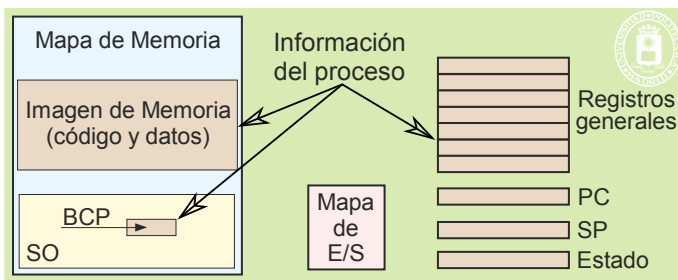 Mapa de Memoria
Imagen de Memoria
(código y datos)
BCP
SO
Información
del proceso
Mapa
de
E/S
Registros
generales
PC
SP
Estado